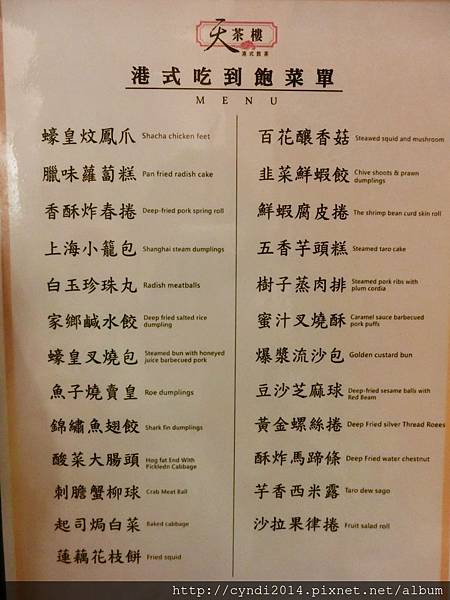 天茶樓
港式飲茶
港式吃到飽菜單
MENU
蠔皇炆鳳爪 Shacha chicken feet
臘味蘿蔔糕 Pan fried radish cake
香酥炸春捲 Deep-fried pork spring roll
上海小籠包 Shanghai steam dumplings
白玉珍珠丸 Radish meatballs
家鄉鹹水餃 Deep fried salted rice
dumpling
蠔皇叉燒包 Steamed bun with honeyed
juice barbecued pork
魚子燒賣皇 Roe dumplings
錦繡魚翅餃 Shark fin dumplings
酸菜大腸頭 Hog fat End With
Pickledn Cabbage
刺膽蟹柳球 Crab Meat Ball
起司焗白菜 Baked cabbage
蓮藕花枝餅 Fried squid
百花釀香菇 Steawed squid and mushroom
韭菜鮮蝦餃 Chive shoots & prawn
dumplings
鮮蝦腐皮捲 The shrimp bean curd skin roll
五香芋頭糕 Steamed taro cake
樹子蒸肉排 Steamed pork ribs with
plum cordia
蜜汁叉燒酥 Caramel sauce barbecued
pork puffs
爆漿流沙包 Golden custard bun
豆沙芝麻球 Deep-fried sesame balls with
Red Beam
黃金螺絲捲 Deep Fried silver Thread Roees
酥炸馬蹄條 Deep Fried water chestnut
芋香西米露 Taro dew sago
沙拉果律捲 Fruit salad roll
http://cyndi2014.pixnet.net/album